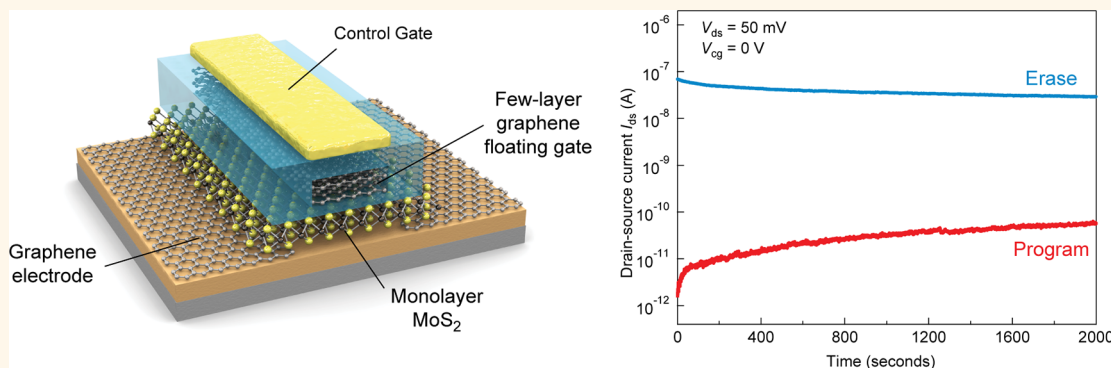 Control Gate
Few-layer
graphene
floating gate
Graphene
electrode
Monolayer
MoS₂
Drain-source current Ids (A)
10⁻⁶
10⁻⁷
10⁻⁸
10⁻⁹
10⁻¹⁰
10⁻¹¹
10⁻¹²
Vds = 50 mV
Vcg = 0 V
Erase
Program
0 400 800 1200 1600 2000
Time (seconds)